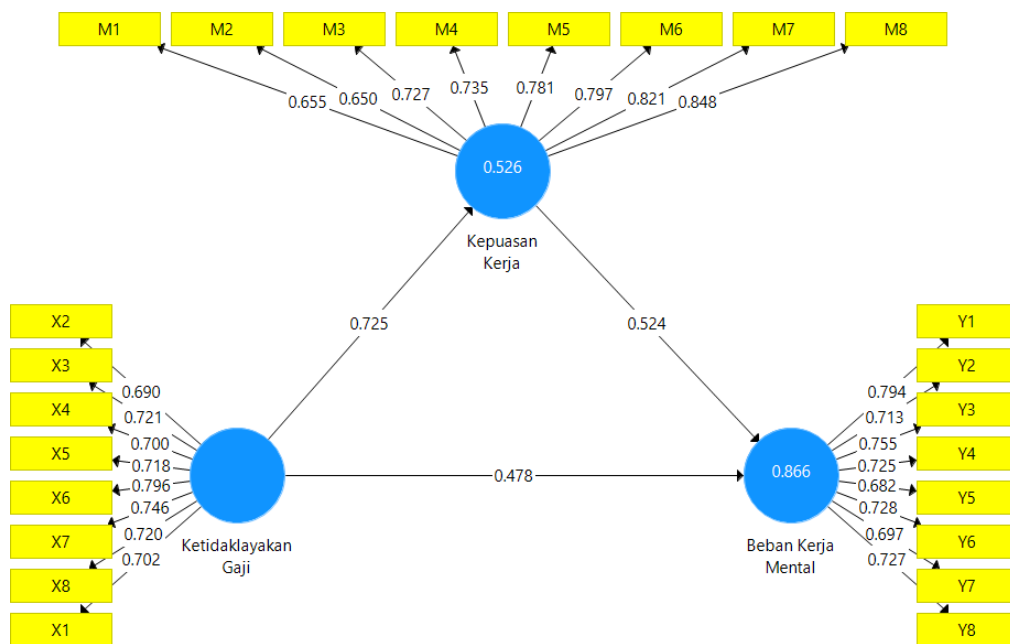 M1 M2 M3 M4 M5 M6 M7 M8
0.655 0.650 0.727 0.735 0.781 0.797 0.821 0.848
0.526
Kepuasan
Kerja
0.725
0.524
X2
X3
X4
X5
X6
X7
X8
X1
0.690
0.721
0.700
0.718
0.796
0.746
0.720
0.702
Ketidaklayakan
Gaji
0.478
0.866
Beban Kerja
Mental
0.794
0.713
0.755
0.725
0.682
0.728
0.697
0.727
Y1
Y2
Y3
Y4
Y5
Y6
Y7
Y8